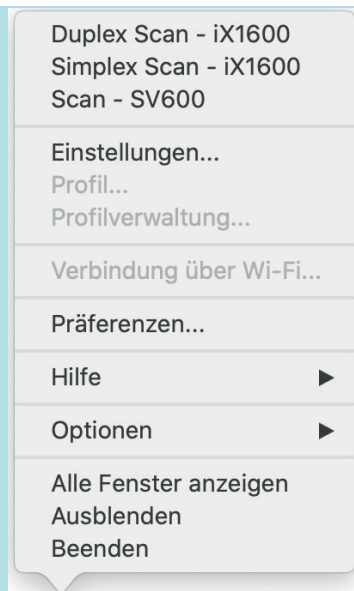 Duplex Scan - iX1600
Simplex Scan - iX1600
Scan - SV600
Einstellungen...
Profil...
Profilverwaltung...
Verbindung über Wi-Fi...
Präferenzen...
Hilfe
Optionen
Alle Fenster anzeigen
Ausblenden
Beenden